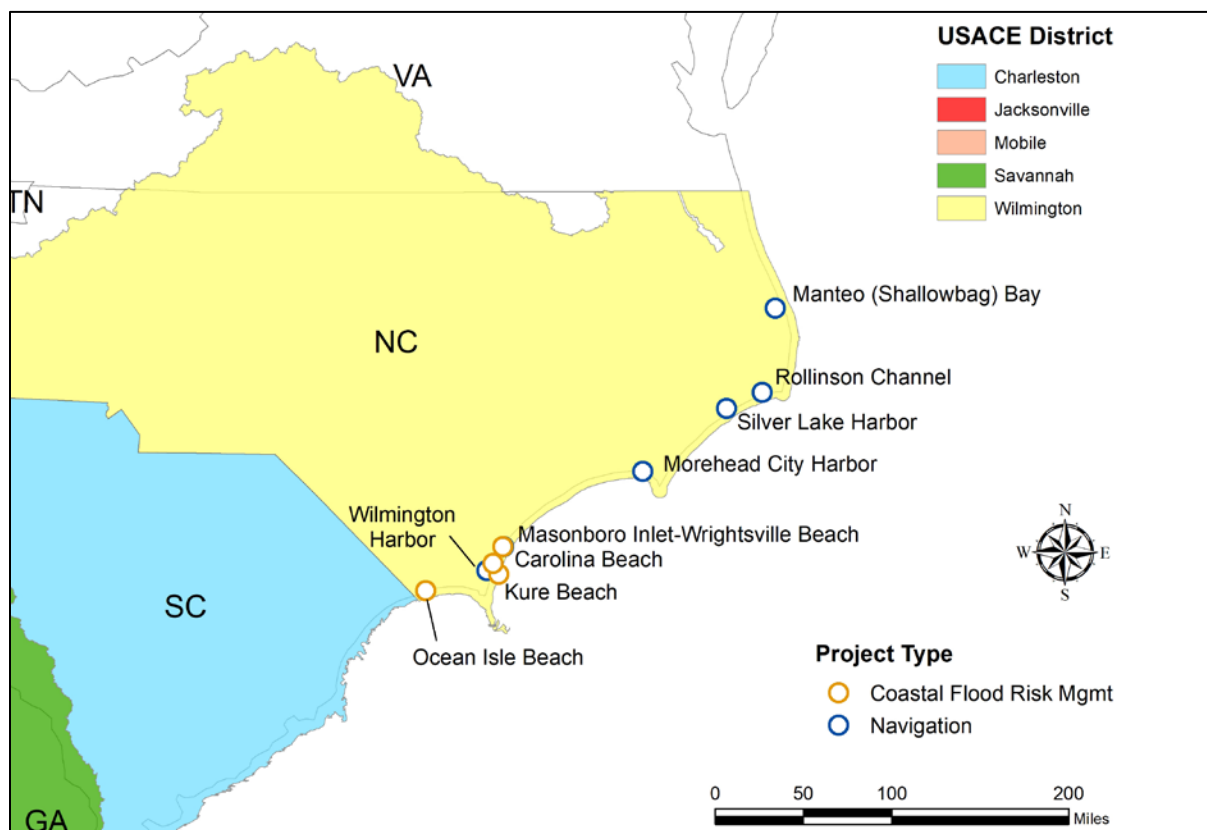 USACE District
Charleston
Jacksonville
Mobile
Savannah
Wilmington
VA
TN
NC
SC
GA
Manteo (Shallowbag) Bay
Rollinson Channel
Silver Lake Harbor
Morehead City Harbor
Wilmington
Harbor
Masonboro Inlet-Wrightsville Beach
Carolina Beach
Kure Beach
Ocean Isle Beach
N
W E
S
Project Type
Coastal Flood Risk Mgmt
Navigation
0 50 100 200
Miles